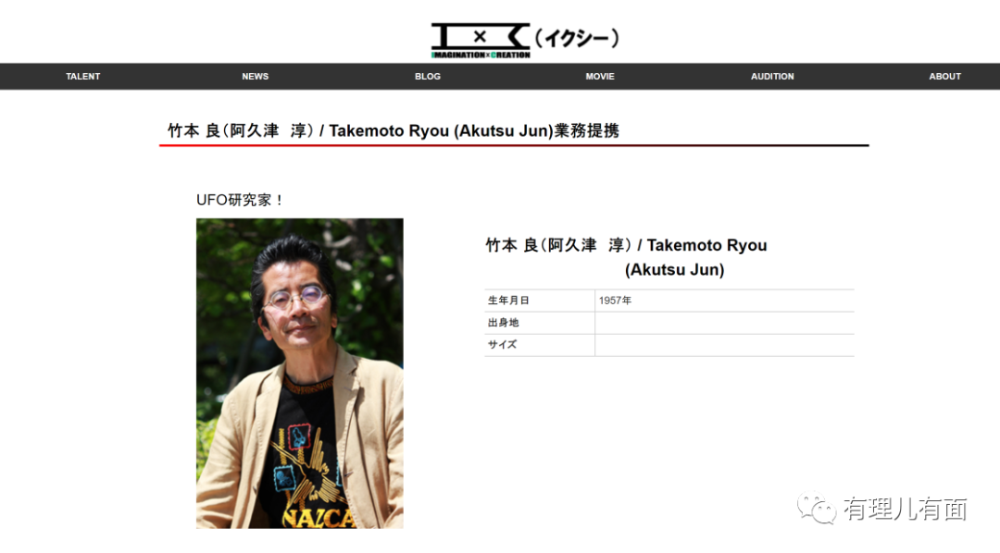 I×C（イクシー）
IMAGINATION×CREATION
TALENT NEWS BLOG MOVIE AUDITION ABOUT
竹本 良（阿久津　淳） / Takemoto Ryou (Akutsu Jun)業務提携
UFO研究家！
NAZCA
竹本 良（阿久津　淳） / Takemoto Ryou
(Akutsu Jun)
生年月日 1957年
出身地
サイズ
有理儿有面